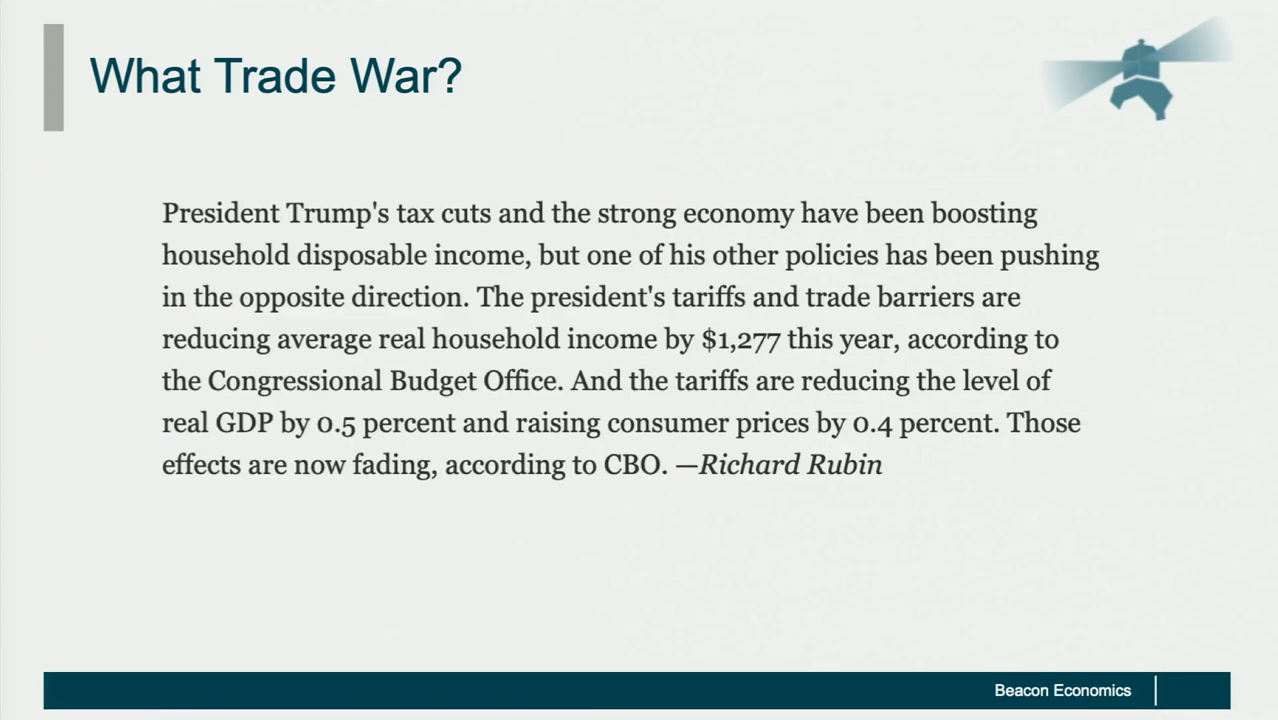 What Trade War?
President Trump's tax cuts and the strong economy have been boosting
household disposable income, but one of his other policies has been pushing
in the opposite direction. The president's tariffs and trade barriers are
reducing average real household income by $1,277 this year, according to
the Congressional Budget Office. And the tariffs are reducing the level of
real GDP by 0.5 percent and raising consumer prices by 0.4 percent. Those
effects are now fading, according to CBO. —Richard Rubin
Beacon Economics